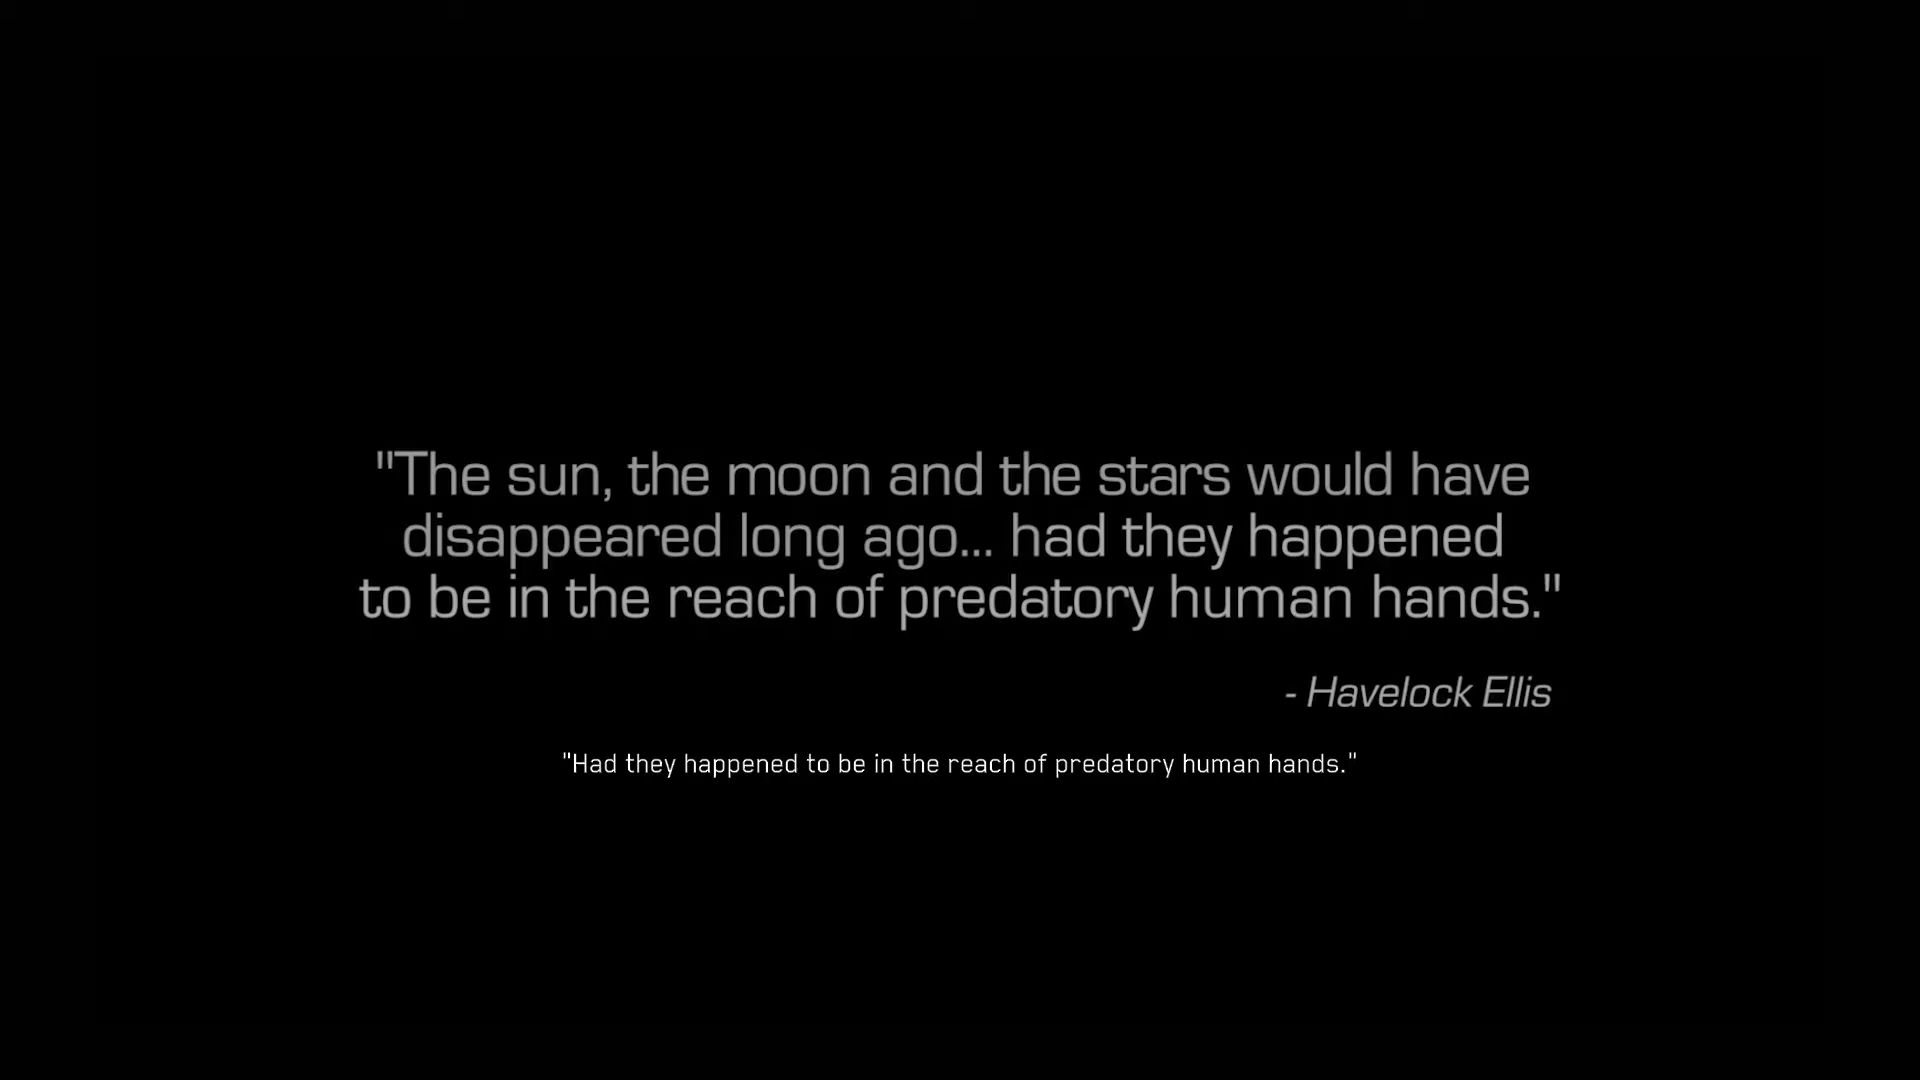 "The sun, the moon and the stars would have
disappeared long ago... had they happened
to be in the reach of predatory human hands."
- Havelock Ellis
"Had they happened to be in the reach of predatory human hands."